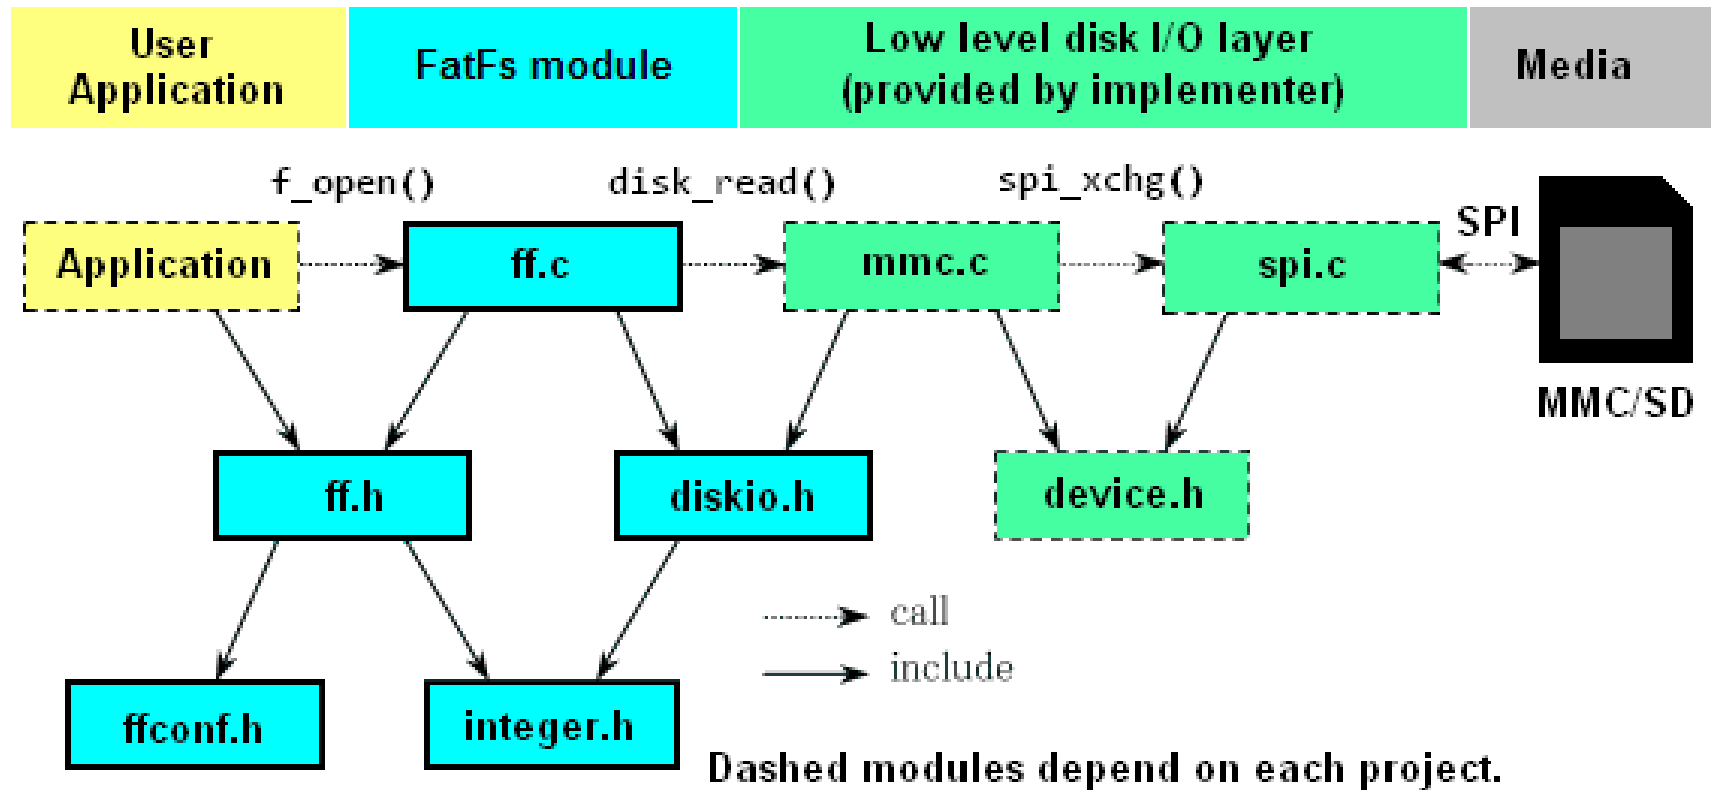 User
Application
FatFs module
Low level disk I/O layer
(provided by implementer)
Media
f_open()
disk_read()
spi_xchg()
SPI
Application
ff.c
mmc.c
spi.c
MMC/SD
ff.h
diskio.h
device.h
call
include
ffconf.h
integer.h
Dashed modules depend on each project.